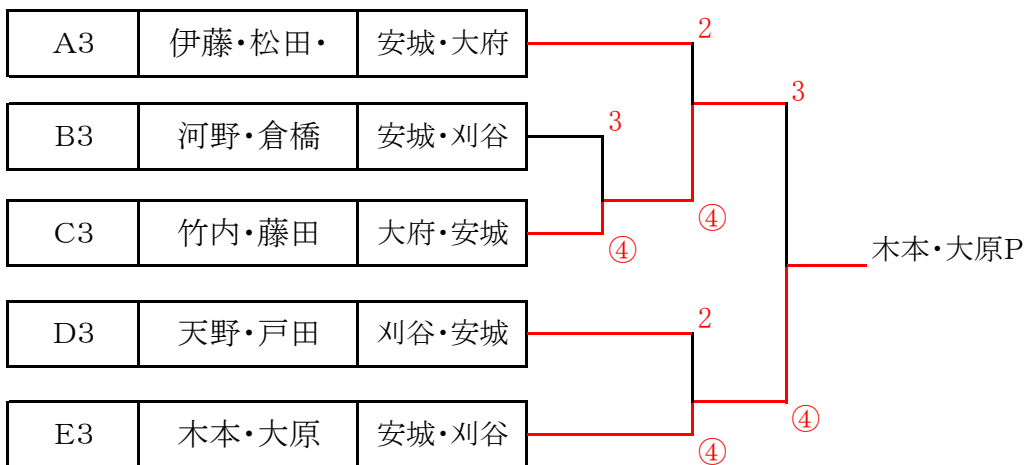 A3 伊藤・松田・ 安城・大府 2
B3 河野・倉橋 安城・刈谷 3 3
C3 竹内・藤田 大府・安城 ④ ④
木本・大原P
D3 天野・戸田 刈谷・安城 2
E3 木本・大原 安城・刈谷 ④ ④